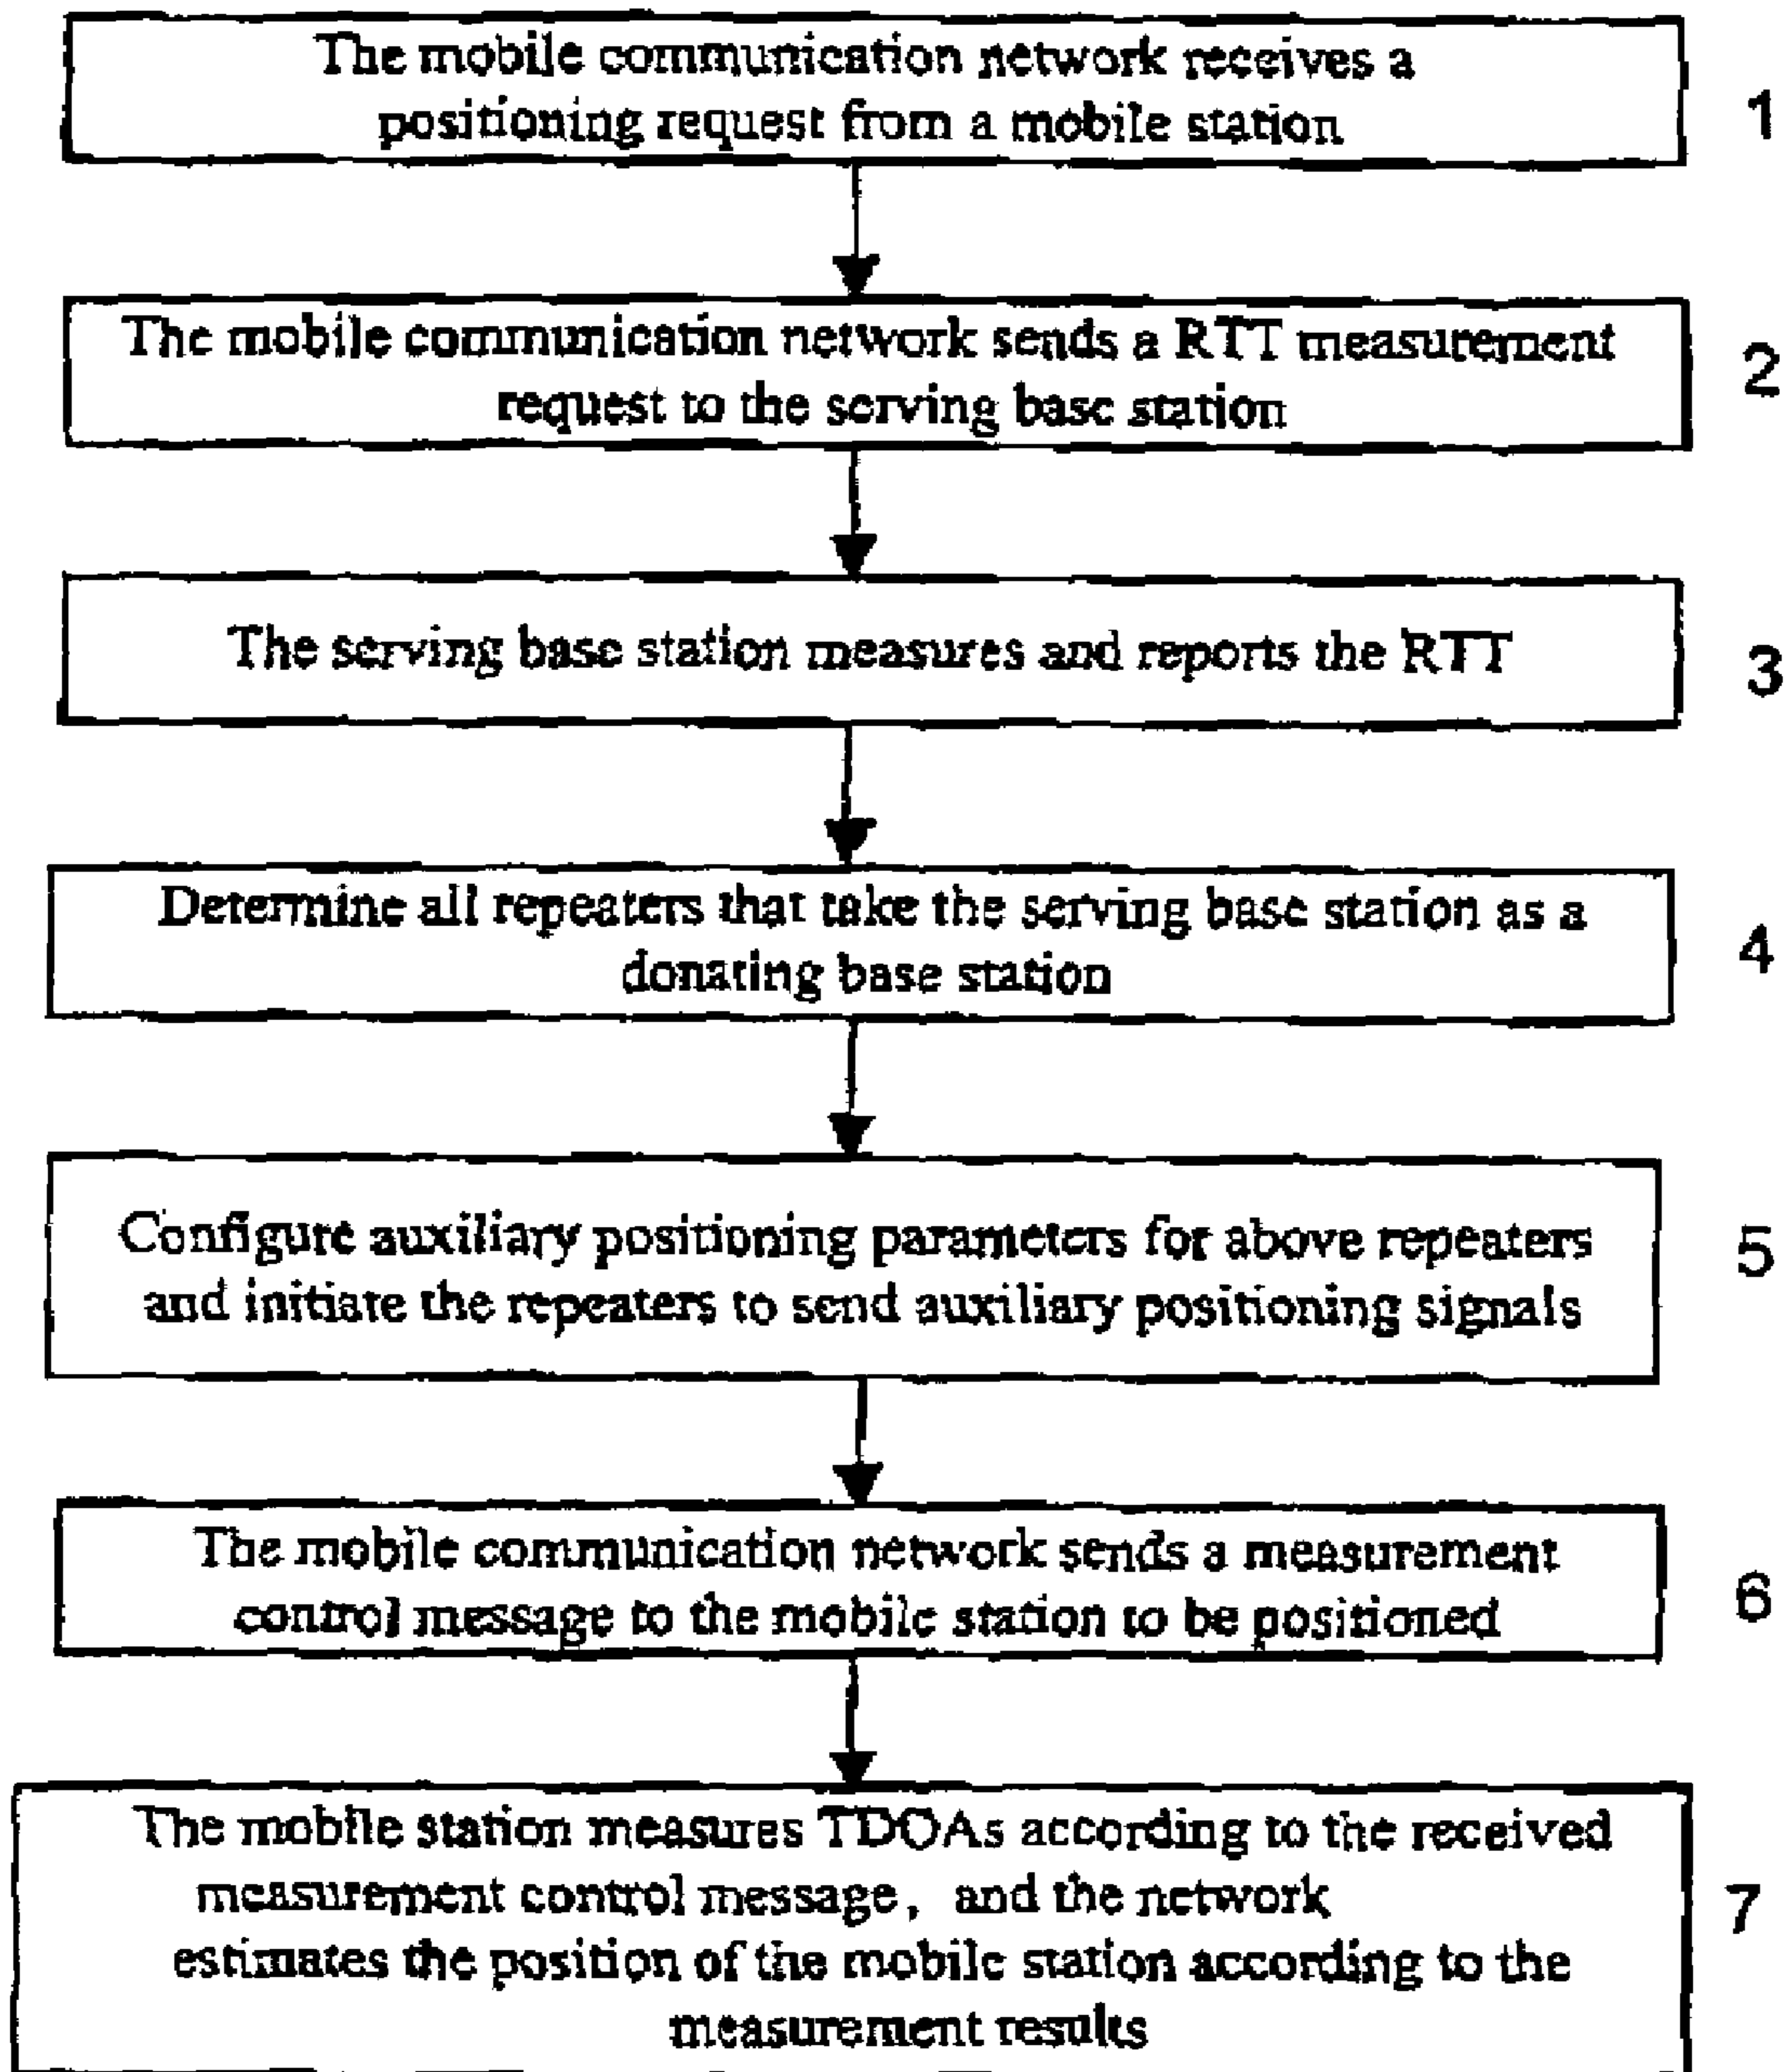 The mobile communication network receives a
positioning request from a mobile station
1
The mobile communication network sends a RTT measurement
request to the serving base station
2
The serving base station measures and reports the RTT
3
Determine all repeaters that take the serving base station as a
donating base station
4
Configure auxiliary positioning parameters for above repeaters
and initiate the repeaters to send auxiliary positioning signals
5
The mobile communication network sends a measurement
control message to the mobile station to be positioned
6
The mobile station measures TDOAs according to the received
measurement control message, and the network
estimates the position of the mobile station according to the
measurement results
7